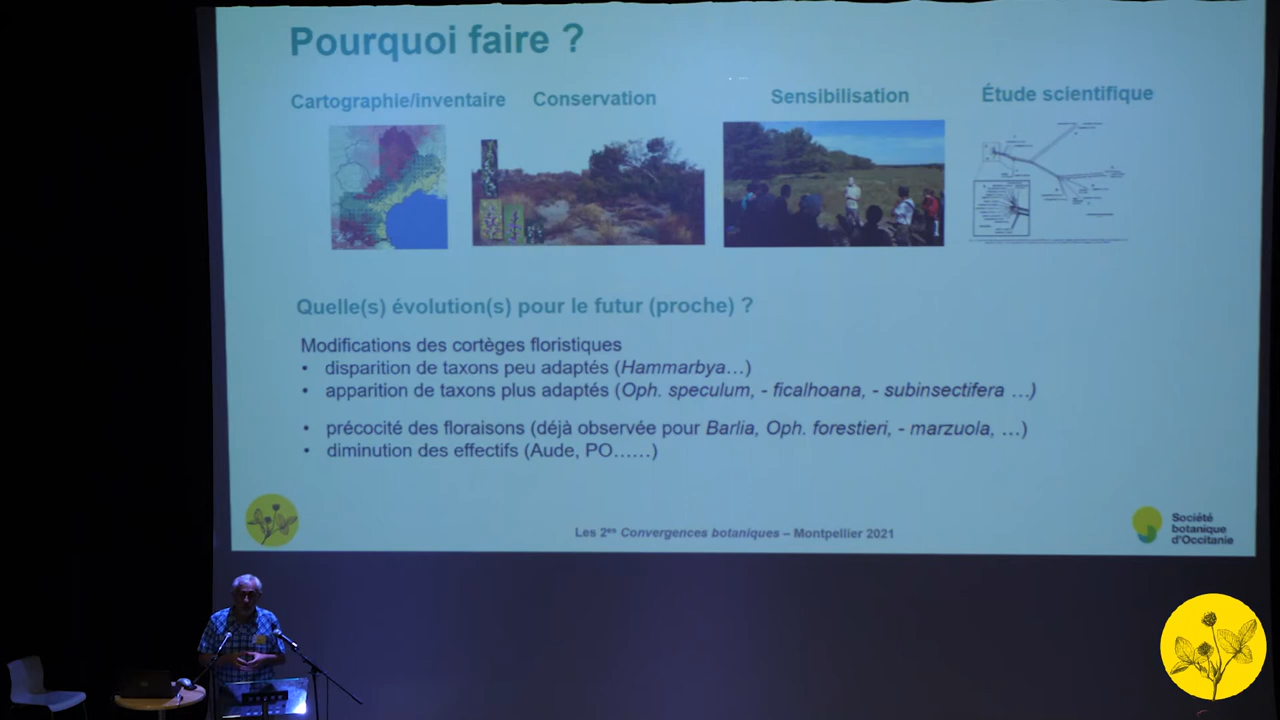 Pourquoi faire ?
Cartographie/inventaire
Conservation
Sensibilisation
Étude scientifique
Quelle(s) évolution(s) pour le futur (proche) ?
Modifications des cortèges floristiques
• disparition de taxons peu adaptés (Hammarbya…)
• apparition de taxons plus adaptés (Oph. speculum, - ficalhoana, - subinsectifera …)
• précocité des floraisons (déjà observée pour Barlia, Oph. forestieri, - marzuola, …)
• diminution des effectifs (Aude, PO……)
Les 2es Convergences botaniques – Montpellier 2021
Société
botanique
d'Occitanie